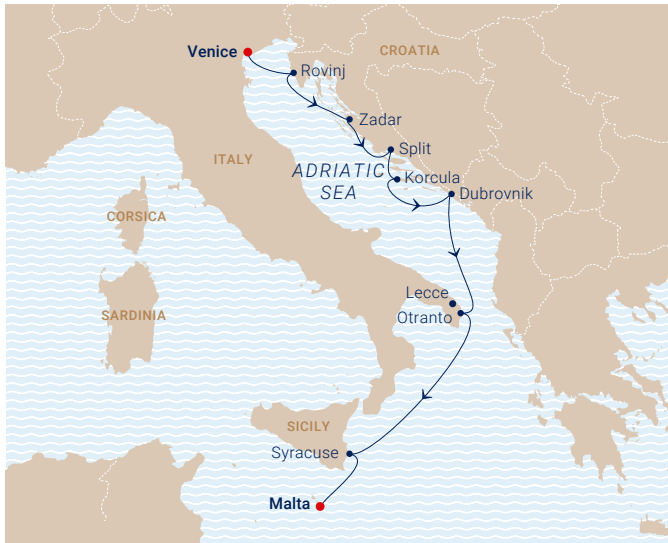 Venice
CROATIA
Rovinj
Zadar
Split
ITALY
ADRIATIC
SEA
Korcula
Dubrovnik
CORSICA
Lecce
Otranto
SARDINIA
SICILY
Syracuse
Malta